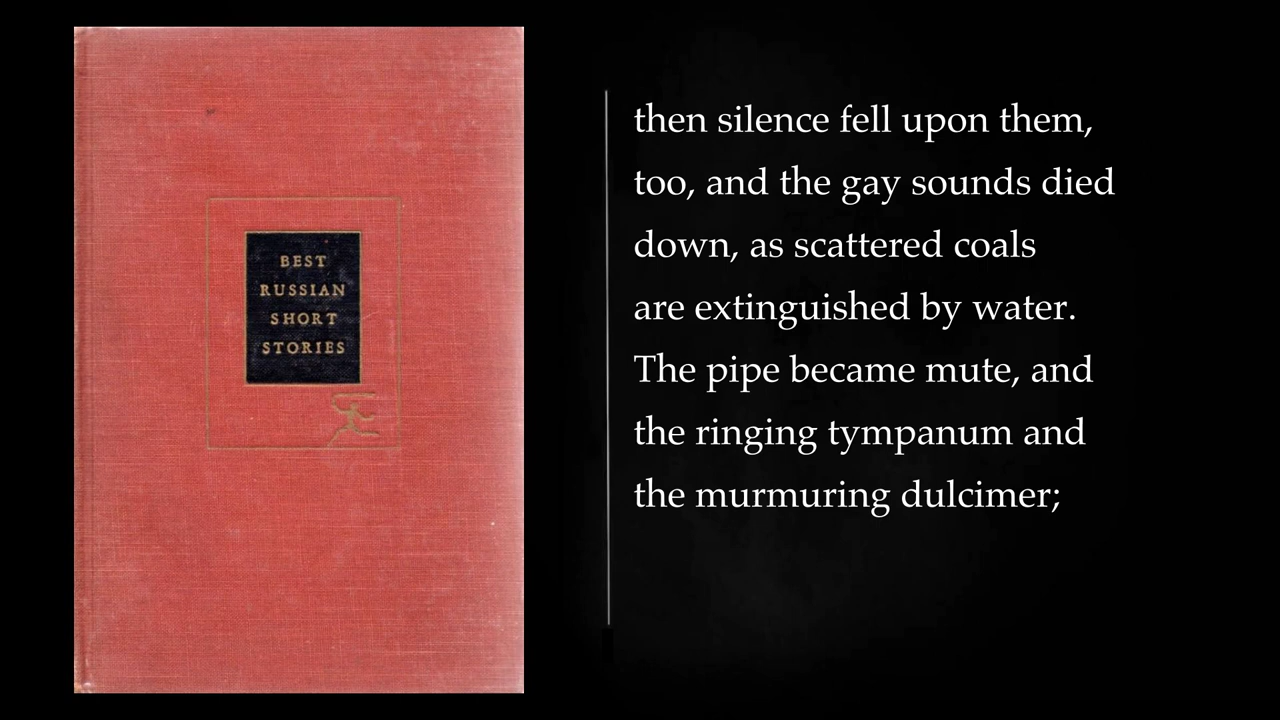 BEST
RUSSIAN
SHORT
STORIES
then silence fell upon them,
too, and the gay sounds died
down, as scattered coals
are extinguished by water.
The pipe became mute, and
the ringing tympanum and
the murmuring dulcimer;